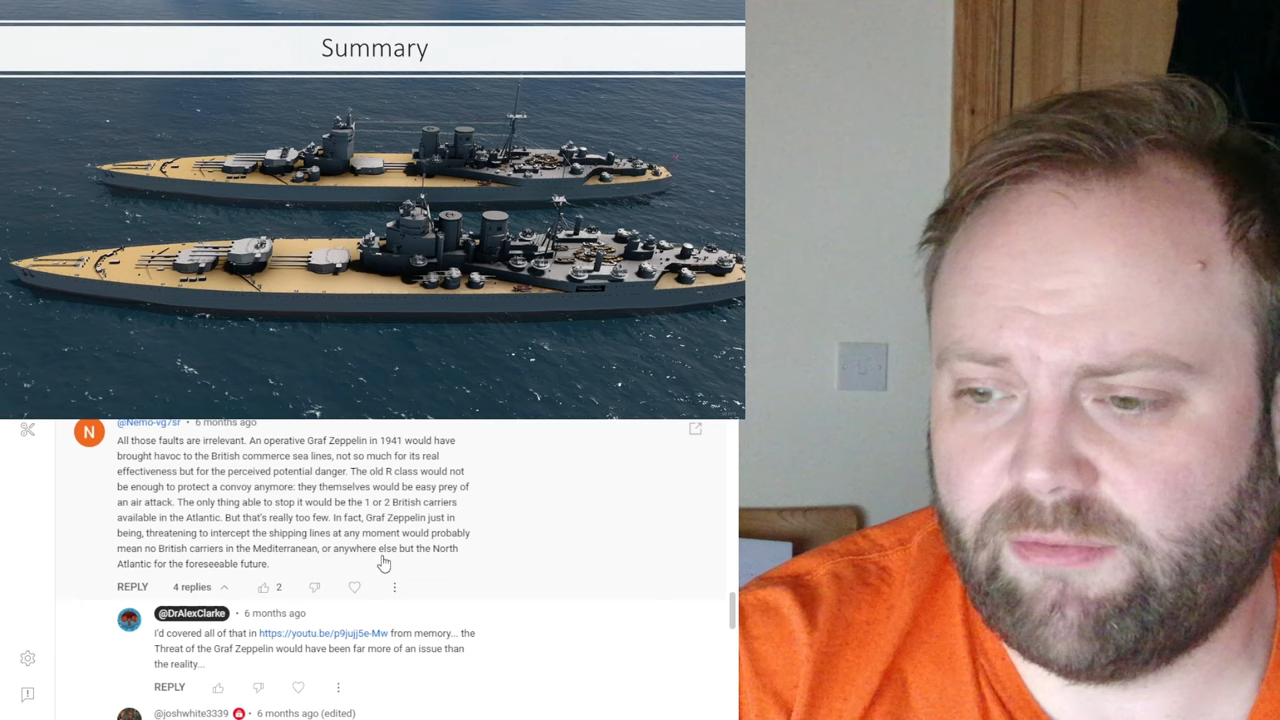 Summary
@Nemo-vg7sr • 6 months ago
N
All those faults are irrelevant. An operative Graf Zeppelin in 1941 would have
brought havoc to the British commerce sea lines, not so much for its real
effectiveness but for the perceived potential danger. The old R class would not
be enough to protect a convoy anymore: they themselves would be easy prey of
an air attack. The only thing able to stop it would be the 1 or 2 British carriers
available in the Atlantic. But that's really too few. In fact, Graf Zeppelin just in
being, threatening to intercept the shipping lines at any moment would probably
mean no British carriers in the Mediterranean, or anywhere else but the North
Atlantic for the foreseeable future.
REPLY 4 replies 2
@DrAlexClarke • 6 months ago
I'd covered all of that in https://youtu.be/p9jujj5e-Mw from memory... the
Threat of the Graf Zeppelin would have been far more of an issue than
the reality...
REPLY
@joshwhite3339 • 6 months ago (edited)